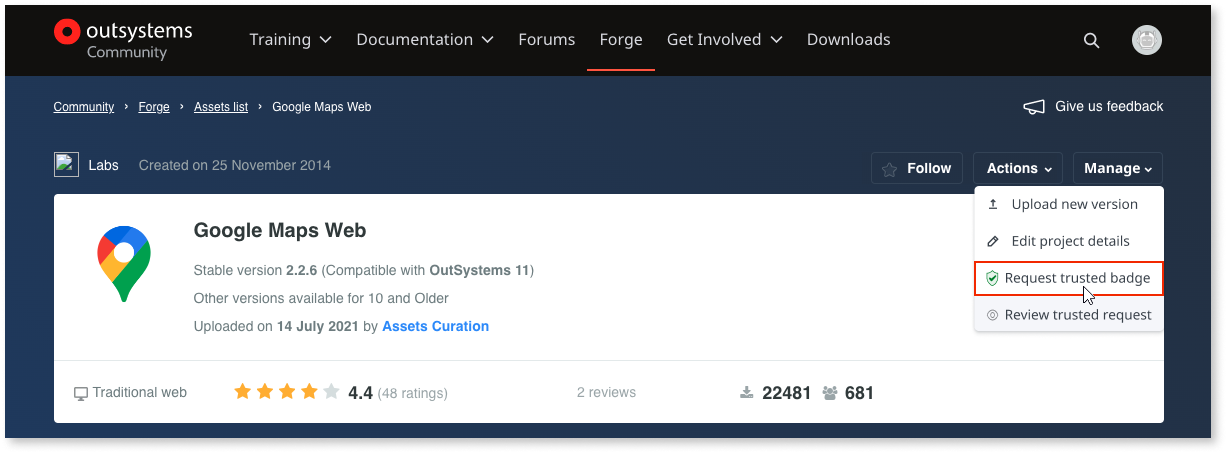 outsystems
Community
Training Documentation Forums Forge Get Involved Downloads
Community › Forge › Assets list › Google Maps Web
Give us feedback
Labs Created on 25 November 2014
Follow Actions Manage
Upload new version
Edit project details
Request trusted badge
Review trusted request
Google Maps Web
Stable version 2.2.6 (Compatible with OutSystems 11)
Other versions available for 10 and Older
Uploaded on 14 July 2021 by Assets Curation
Traditional web 4.4 (48 ratings) 2 reviews 22481 681